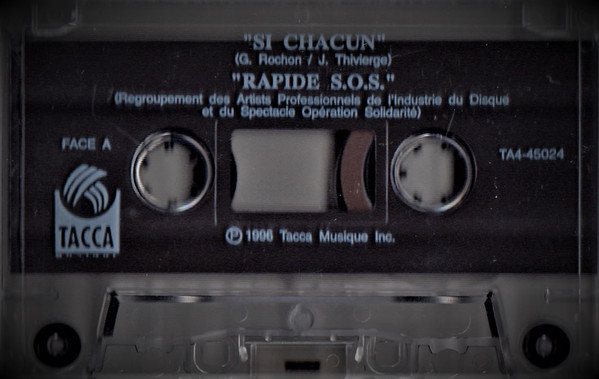 "SI CHACUN"
(G. Rochon / J. Thivierge)
"RAPIDE S.O.S."
(Regroupement des Artists Professionnels de l'Industrie du Disque
et du Spectacle Opération Solidarité)
FACE A
TA4-45024
TACCA
MUSIQUE
℗ 1996 Tacca Musique Inc.